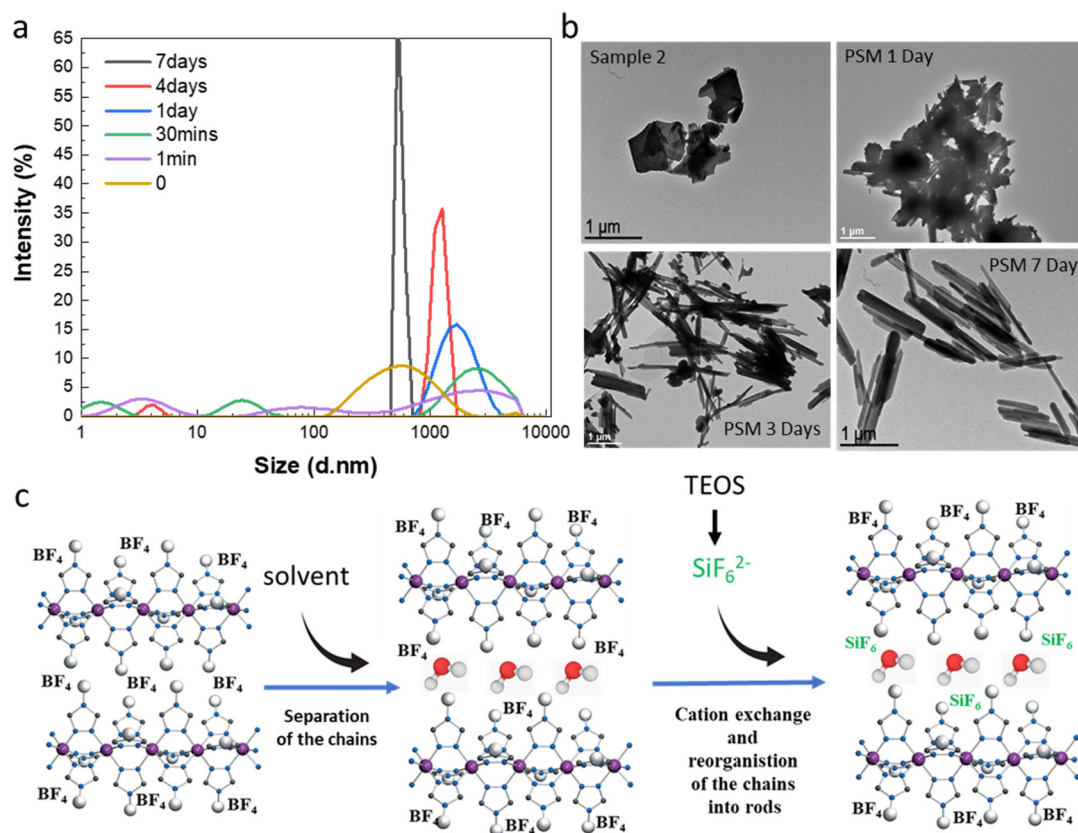 a
65
60
55
50
45
40
35
30
25
20
15
10
5
0
Intensity (%)
7days
4days
1day
30mins
1min
0
1 10 100 1000 10000
Size (d.nm)
b
Sample 2
1 µm
PSM 1 Day
1 µm
PSM 3 Days
1 µm
PSM 7 Day
1 µm
c
BF4 BF4 BF4
BF4 BF4
BF4 BF4 BF4
solvent
Separation
of the chains
BF4 BF4 BF4
BF4 BF4
BF4
BF4 BF4
TEOS
SiF6 2-
Cation exchange
and
reorganistion
of the chains
into rods
BF4 BF4 BF4
SiF6 SiF6
SiF6
BF4 BF4